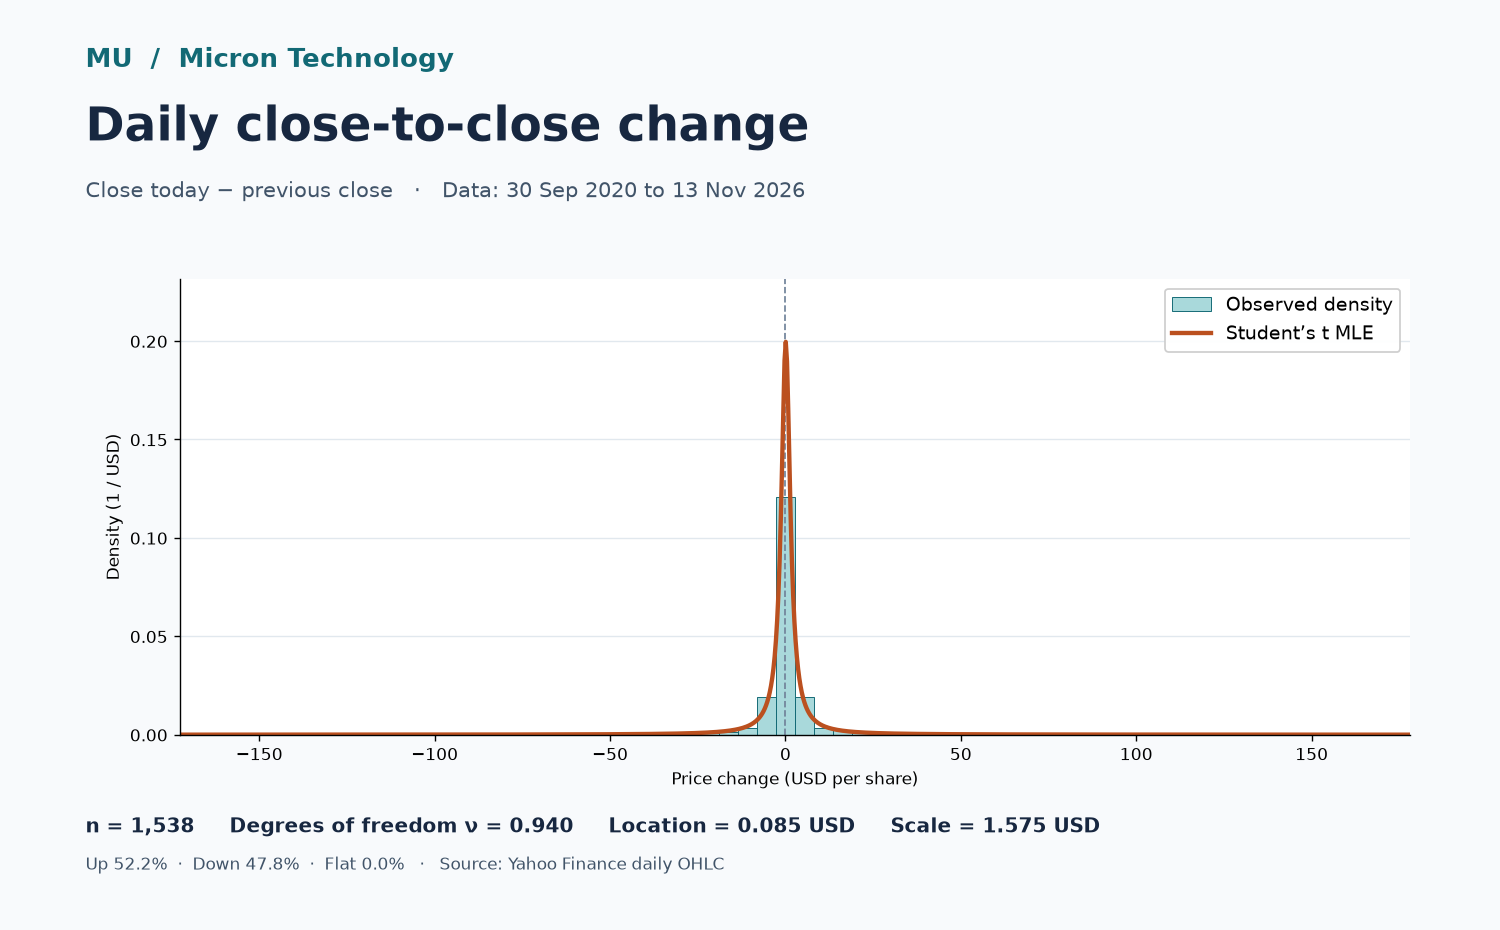 MU / Micron Technology
Daily close-to-close change
Close today − previous close · Data: 30 Sep 2020 to 13 Nov 2026
Observed density
Student’s t MLE
0.20
0.15
0.10
0.05
0.00
Density (1 / USD)
−150 −100 −50 0 50 100 150
Price change (USD per share)
n = 1,538 Degrees of freedom ν = 0.940 Location = 0.085 USD Scale = 1.575 USD
Up 52.2% · Down 47.8% · Flat 0.0% · Source: Yahoo Finance daily OHLC